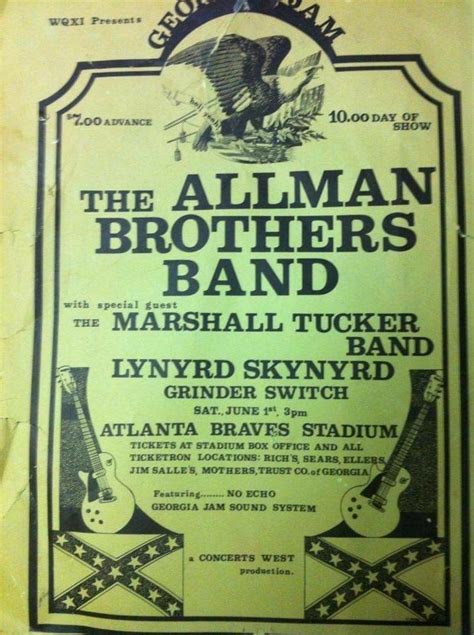 WQXI Presents
GEORGIA JAM
$7.00 ADVANCE
10.00 DAY OF
SHOW
THE ALLMAN
BROTHERS
BAND
with special guest
THE MARSHALL TUCKER
BAND
LYNYRD SKYNYRD
GRINDER SWITCH
SAT., JUNE 1st, 3pm
ATLANTA BRAVES STADIUM
TICKETS AT STADIUM BOX OFFICE AND ALL
TICKETRON LOCATIONS: RICH'S, SEARS, ELLERS,
JIM SALLE'S, MOTHERS, TRUST CO. of GEORGIA
Featuring........ NO ECHO
GEORGIA JAM SOUND SYSTEM
a CONCERTS WEST
production.